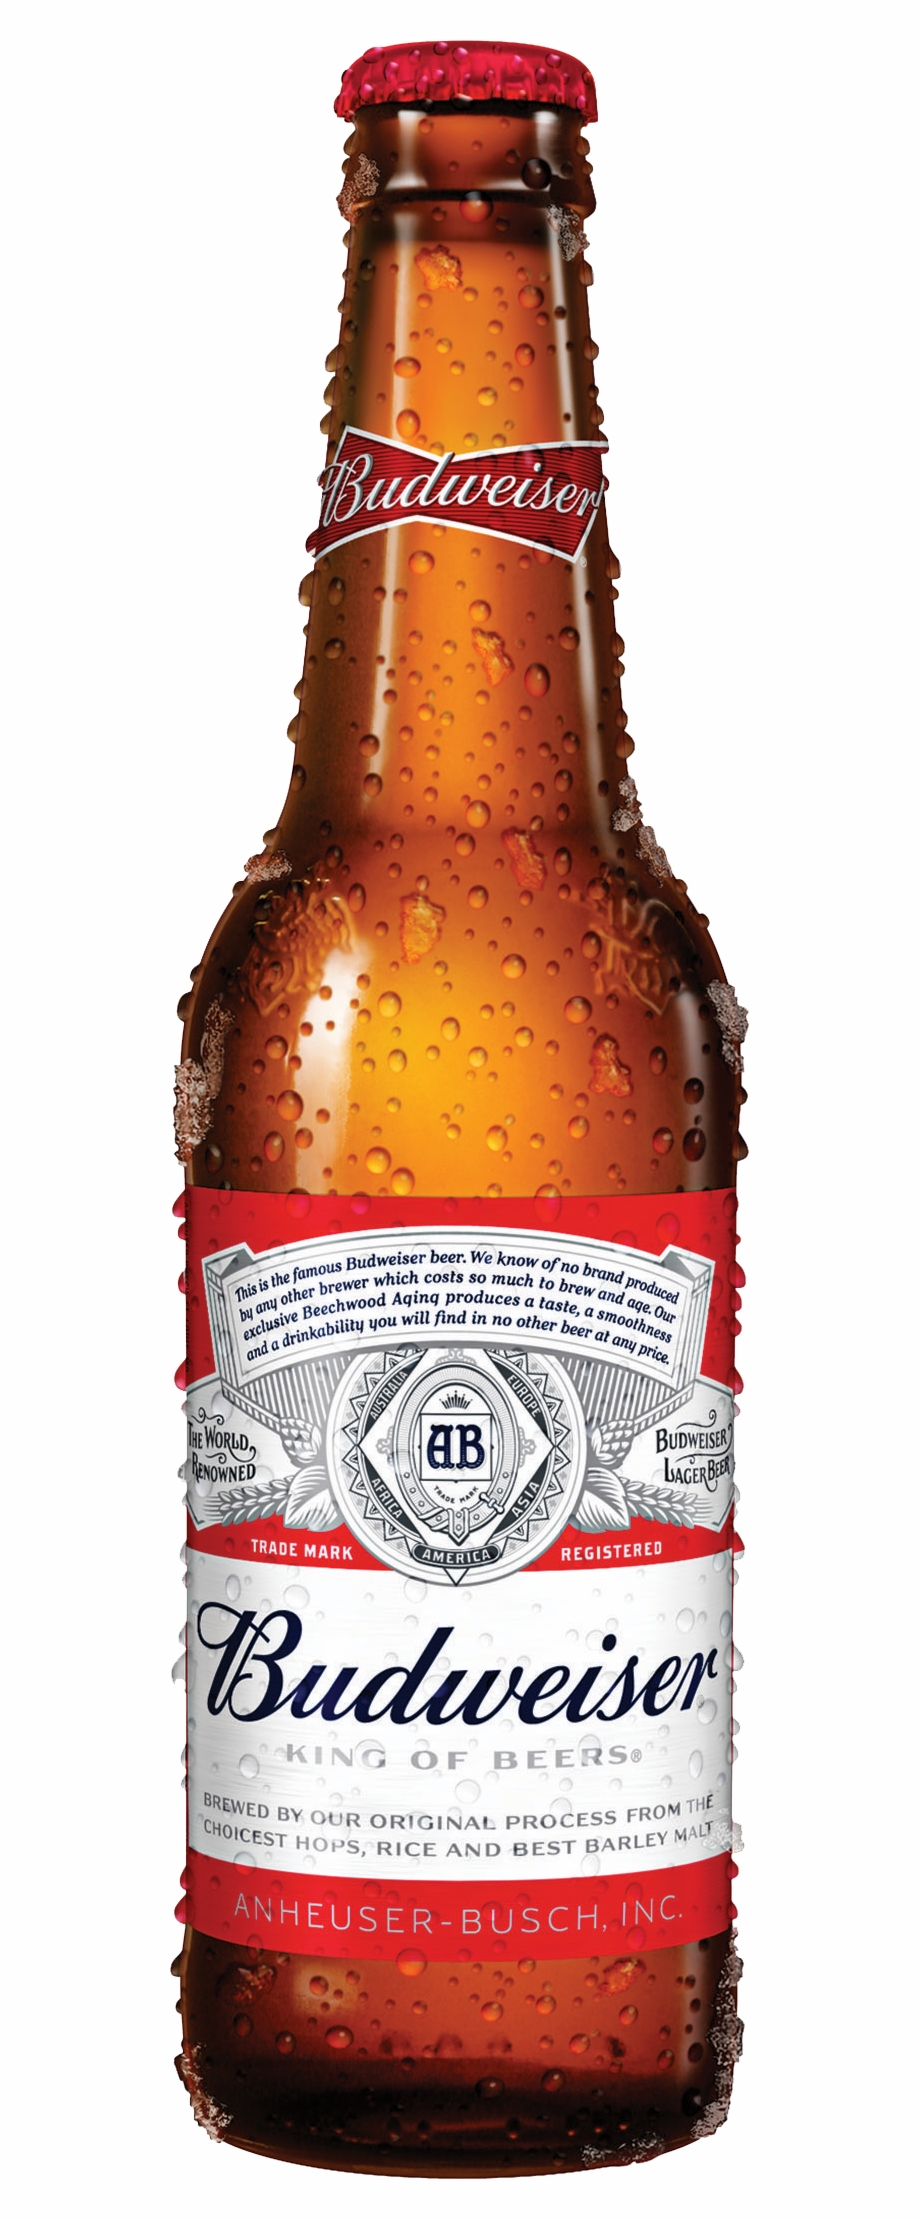 Budweiser
®
This is the famous Budweiser beer. We know of no brand produced
by any other brewer which costs so much to brew and age. Our
exclusive Beechwood Aging produces a taste, a smoothness
and a drinkability you will find in no other beer at any price.
AUSTRALIA
EUROPE
THE WORLD
RENOWNED
AB
TRADE MARK
BUDWEISER
LAGER BEER
AFRICA
ASIA
TRADE MARK
AMERICA
REGISTERED
Budweiser
KING OF BEERS®
BREWED BY OUR ORIGINAL PROCESS FROM THE
CHOICEST HOPS, RICE AND BEST BARLEY MALT
ANHEUSER-BUSCH, INC.